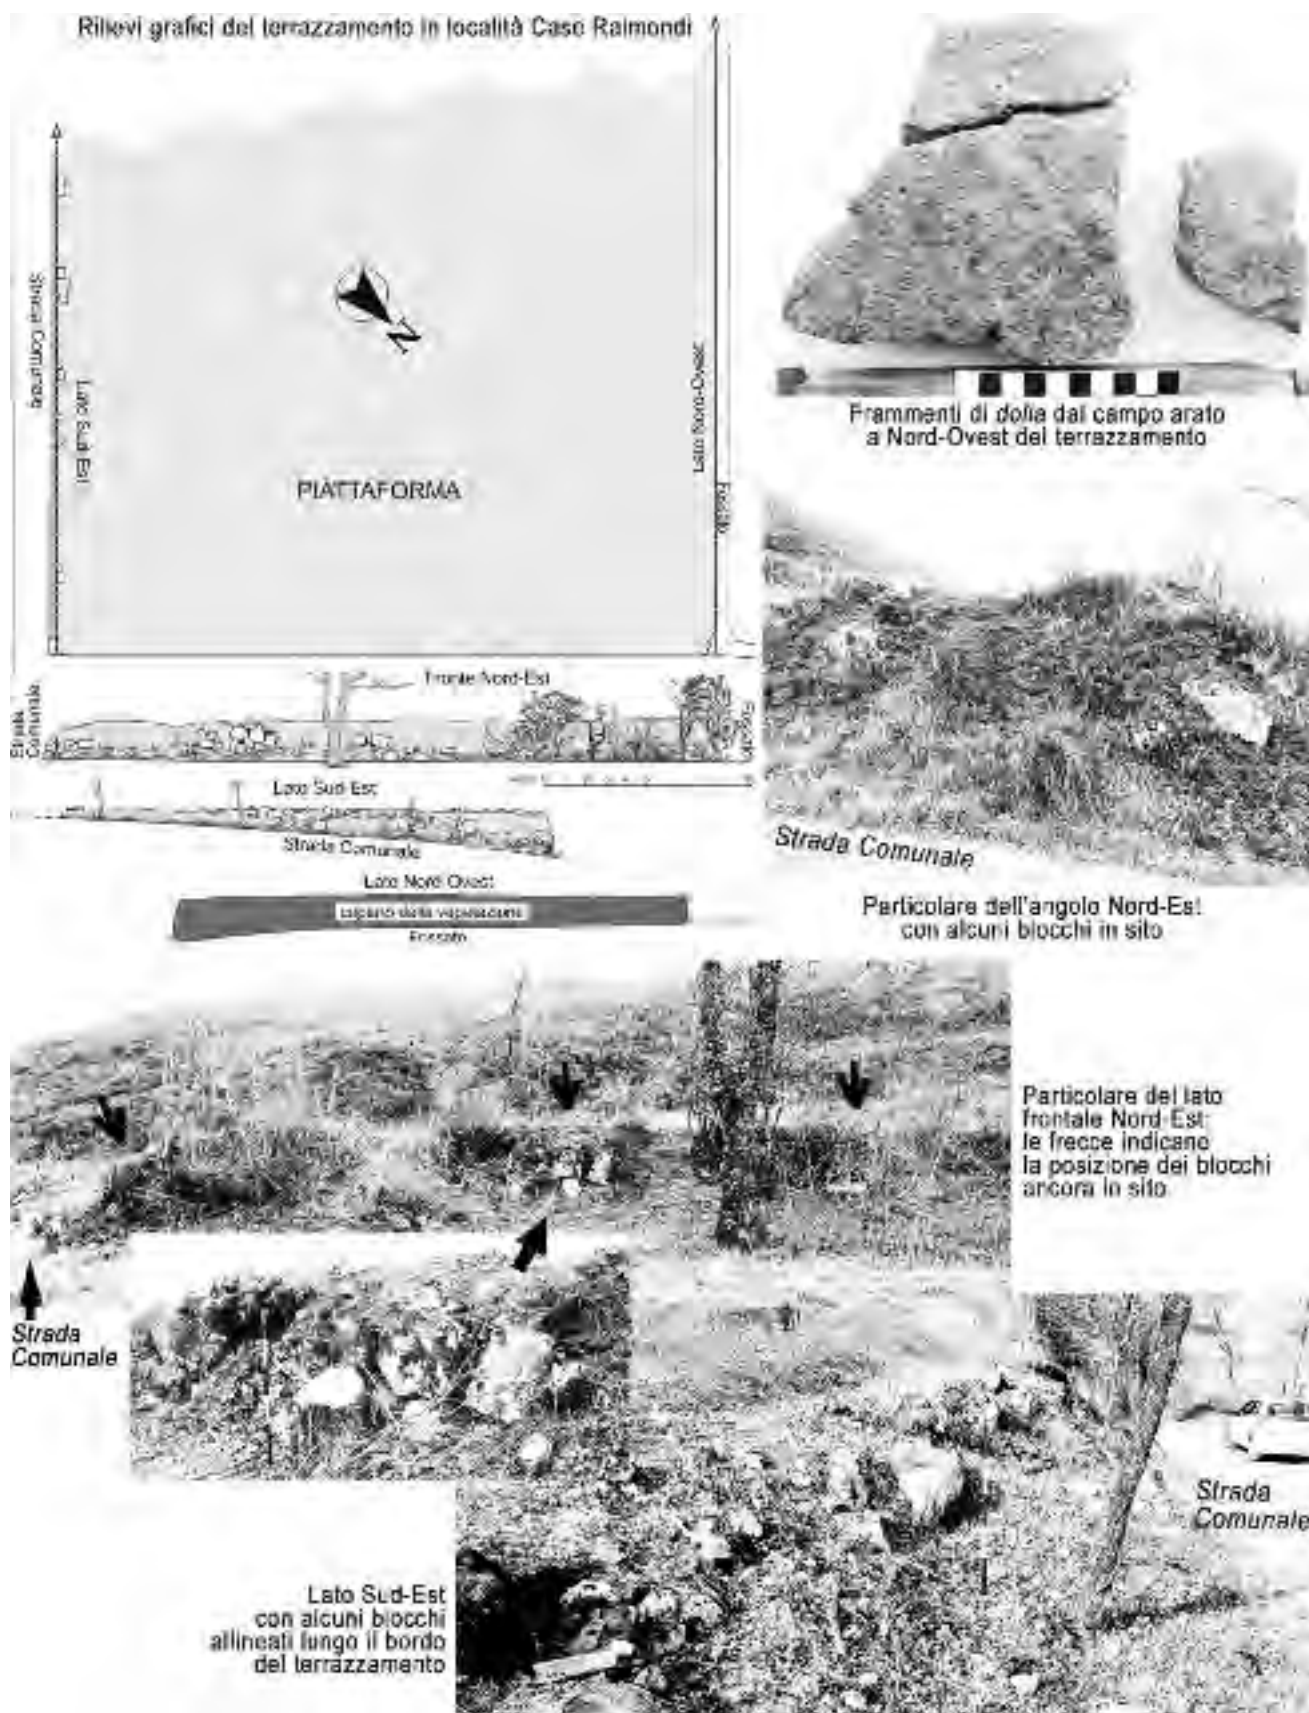 Rilievi grafici del terrazzamento in località Case Raimondi
Strada Comunale
Lato Sud-Est
N
PIATTAFORMA
Lato Nord-Ovest
Fossato
Fronte Nord-Est
Strada
Comunale
Fossato
Lato Sud-Est
Strada Comunale
Lato Nord-Ovest
coperto dalla vegetazione
Fossato
Frammenti di dolia dal campo arato
a Nord-Ovest del terrazzamento
Strada Comunale
Particolare dell'angolo Nord-Est
con alcuni blocchi in sito
Particolare del lato
frontale Nord-Est:
le frecce indicano
la posizione dei blocchi
ancora in sito
Strada
Comunale
Strada
Comunale
Lato Sud-Est
con alcuni blocchi
allineati lungo il bordo
del terrazzamento